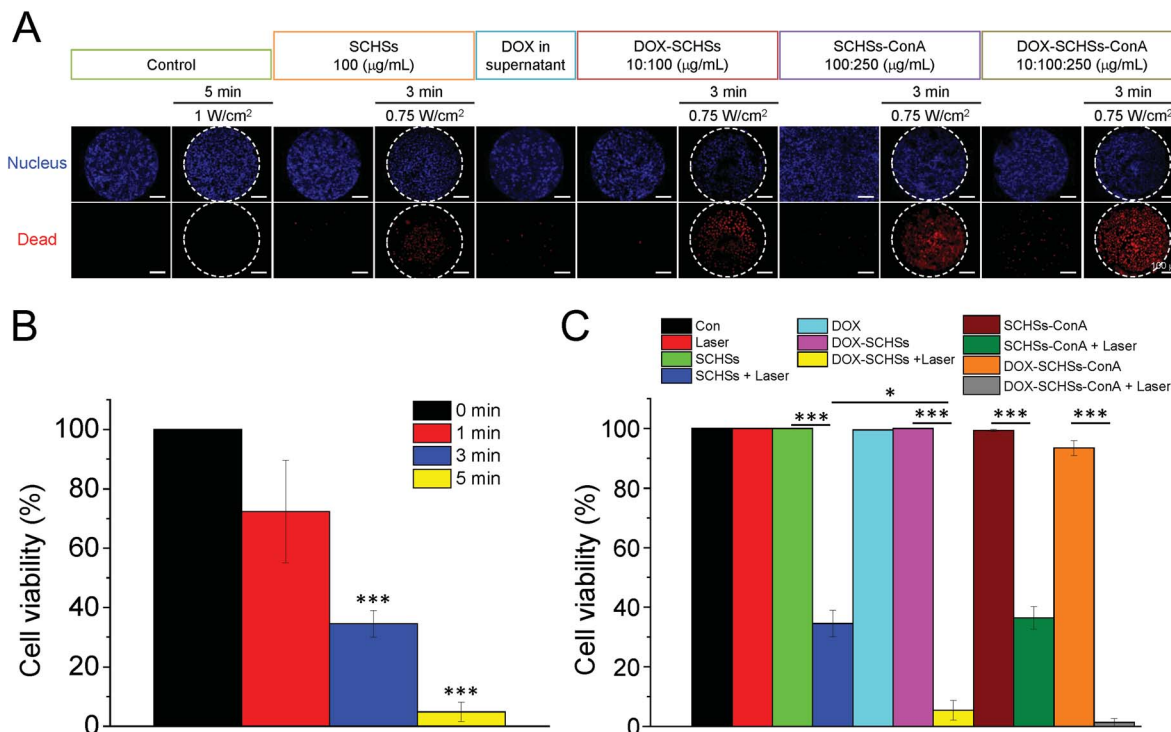 A
Control
SCHSs
100 (μg/mL)
DOX in
supernatant
DOX-SCHSs
10:100 (μg/mL)
SCHSs-ConA
100:250 (μg/mL)
DOX-SCHSs-ConA
10:100:250 (μg/mL)
5 min
3 min
3 min
3 min
3 min
1 W/cm²
0.75 W/cm²
0.75 W/cm²
0.75 W/cm²
0.75 W/cm²
Nucleus
Dead
B
0 min
1 min
3 min
5 min
Cell viability (%)
100
80
60
40
20
0
***
***
C
Con
Laser
SCHSs
SCHSs + Laser
DOX
DOX-SCHSs
DOX-SCHSs +Laser
SCHSs-ConA
SCHSs-ConA + Laser
DOX-SCHSs-ConA
DOX-SCHSs-ConA + Laser
Cell viability (%)
100
80
60
40
20
0
*
***
***
***
***